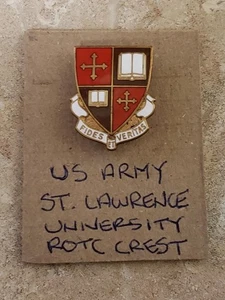 FIDES ET VERITAS
US ARMY
ST. LAWRENCE
UNIVERSITY
ROTC CREST